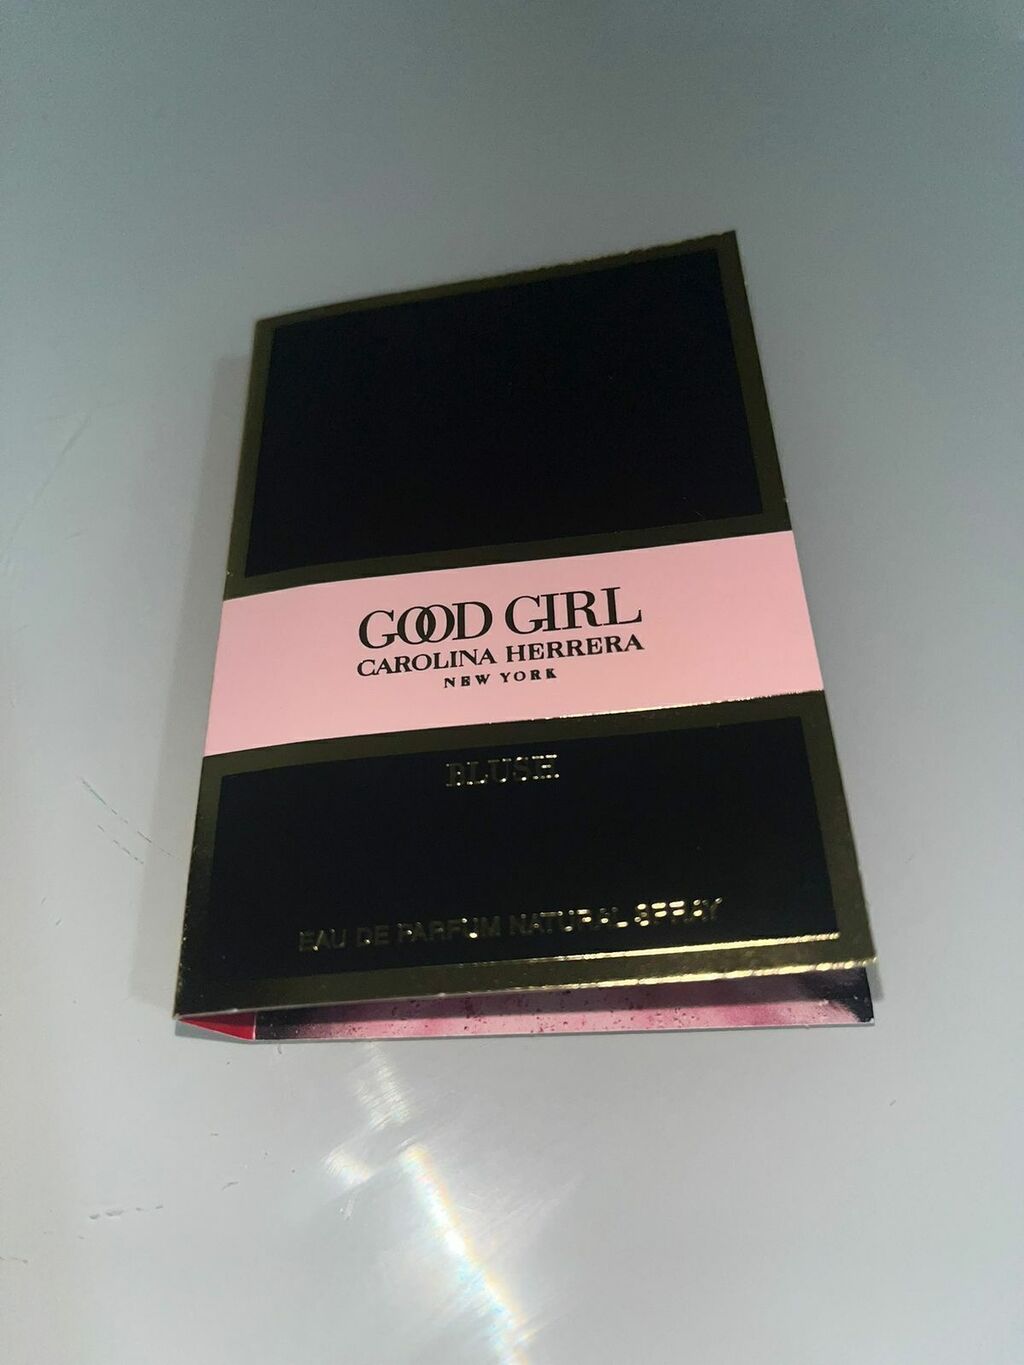 GOOD GIRL
CAROLINA HERRERA
NEW YORK
BLUSH
EAU DE PARFUM NATURAL SPRAY